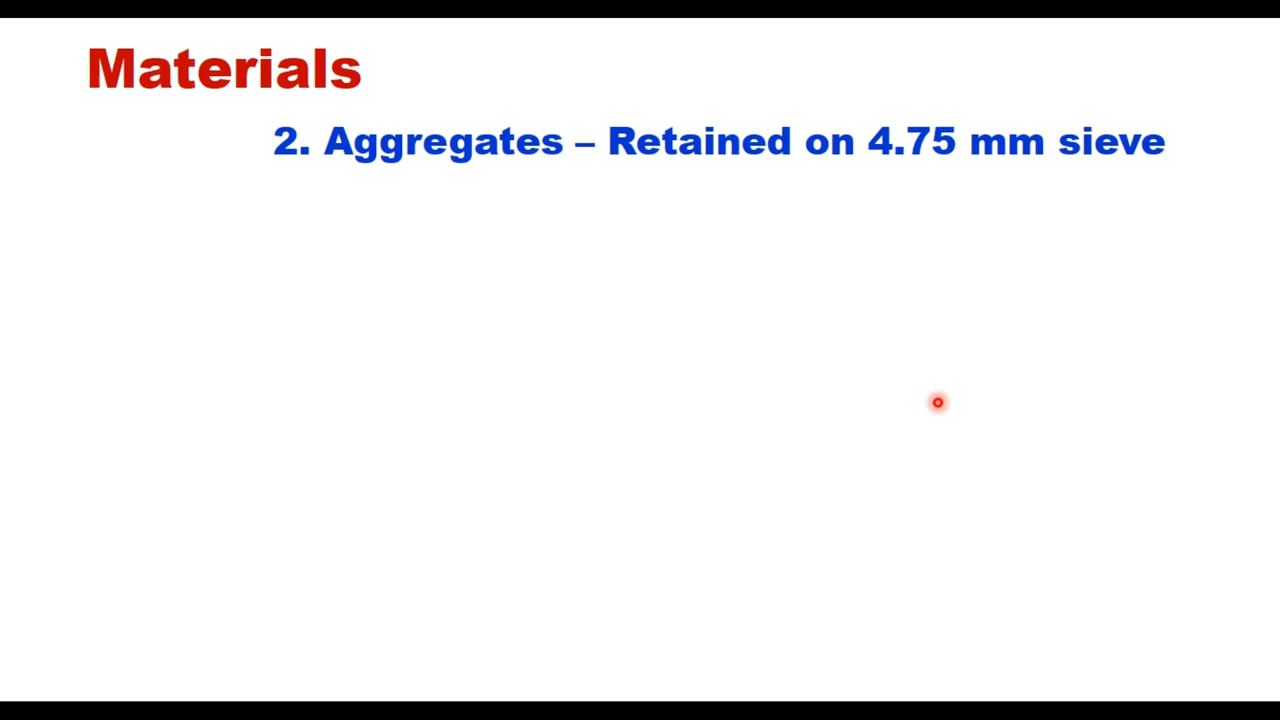 Materials
2. Aggregates – Retained on 4.75 mm sieve